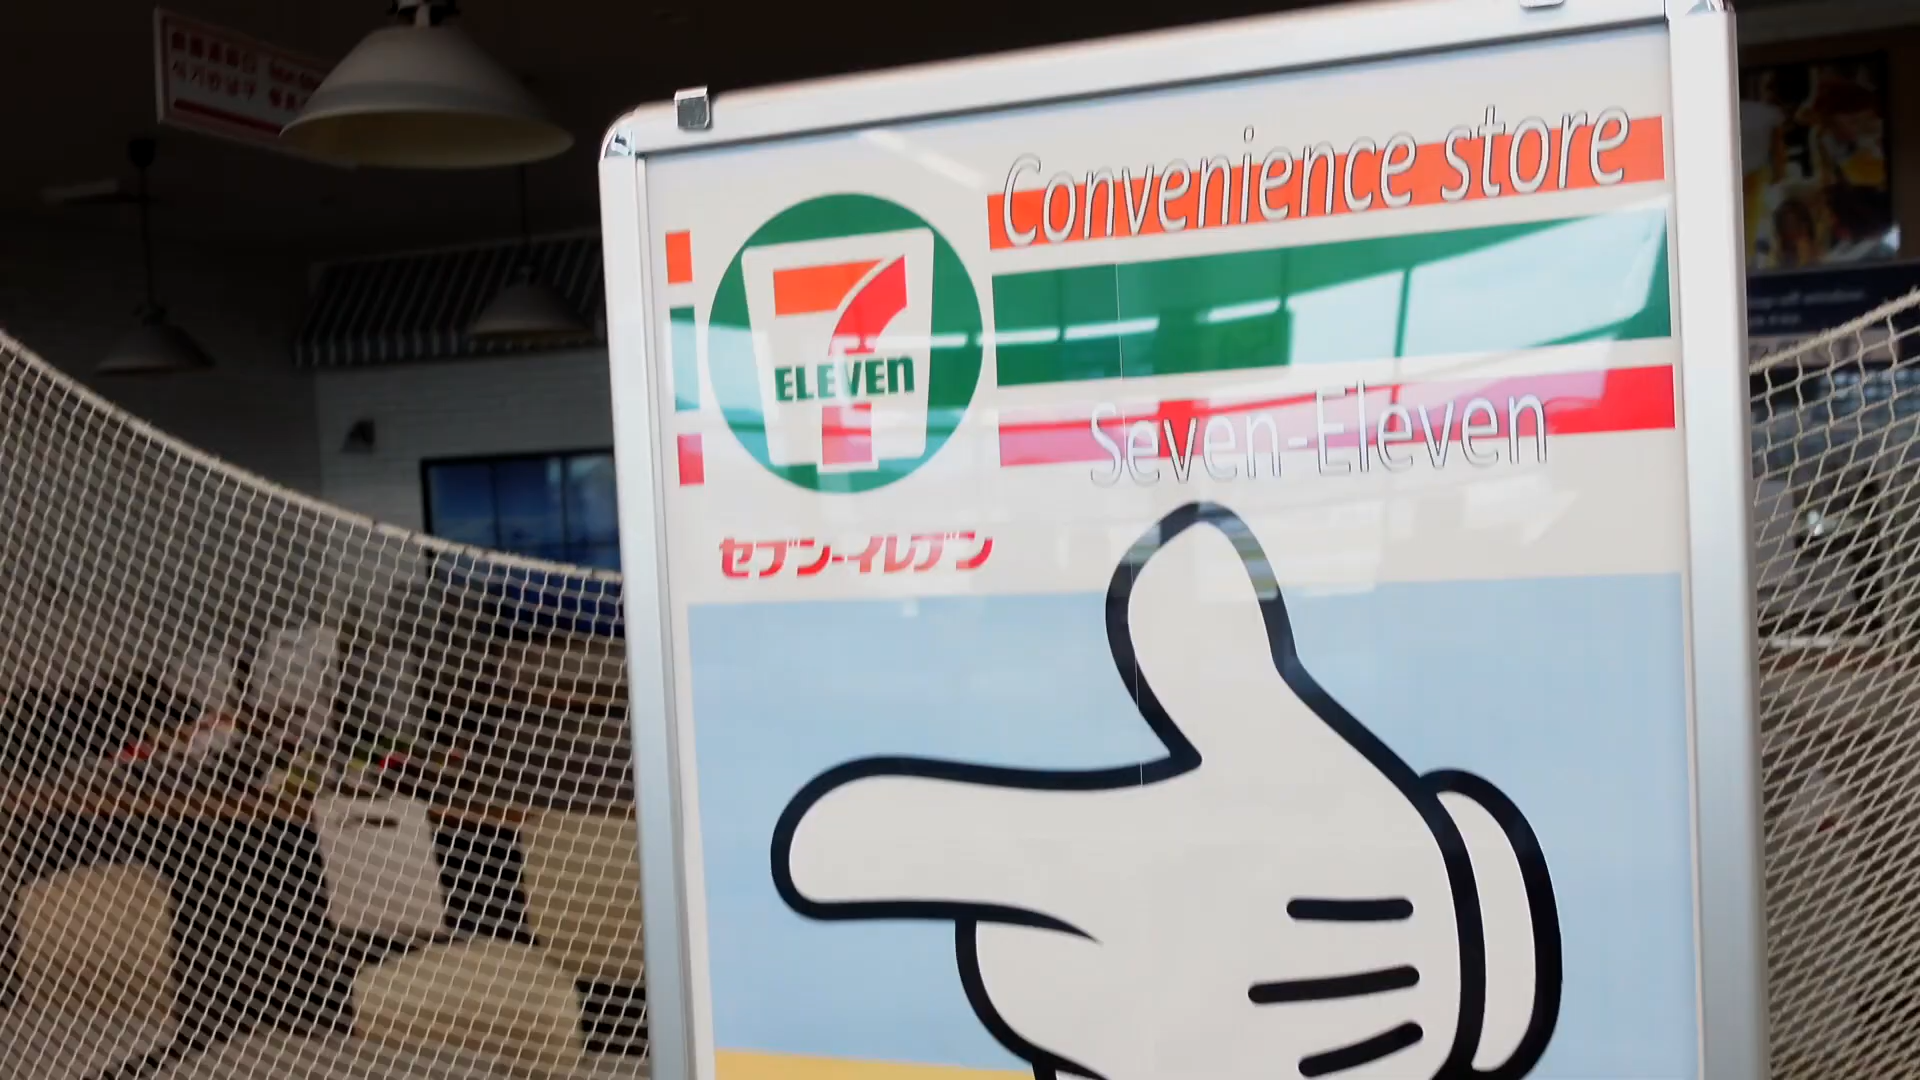 Convenience store
7
ELEVEn
Seven-Eleven
セブン-イレブン